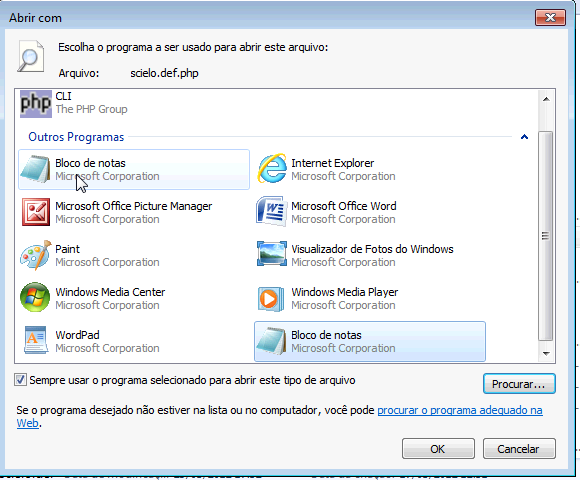 Abrir com
Escolha o programa a ser usado para abrir este arquivo:
Arquivo: scielo.def.php
php CLI
The PHP Group
Outros Programas
Bloco de notas
Microsoft Corporation
Internet Explorer
Microsoft Corporation
Microsoft Office Picture Manager
Microsoft Corporation
Microsoft Office Word
Microsoft Corporation
Paint
Microsoft Corporation
Visualizador de Fotos do Windows
Microsoft Corporation
Windows Media Center
Microsoft Corporation
Windows Media Player
Microsoft Corporation
WordPad
Microsoft Corporation
Bloco de notas
Microsoft Corporation
Sempre usar o programa selecionado para abrir este tipo de arquivo
Procurar...
Se o programa desejado não estiver na lista ou no computador, você pode procurar o programa adequado na
Web.
OK
Cancelar